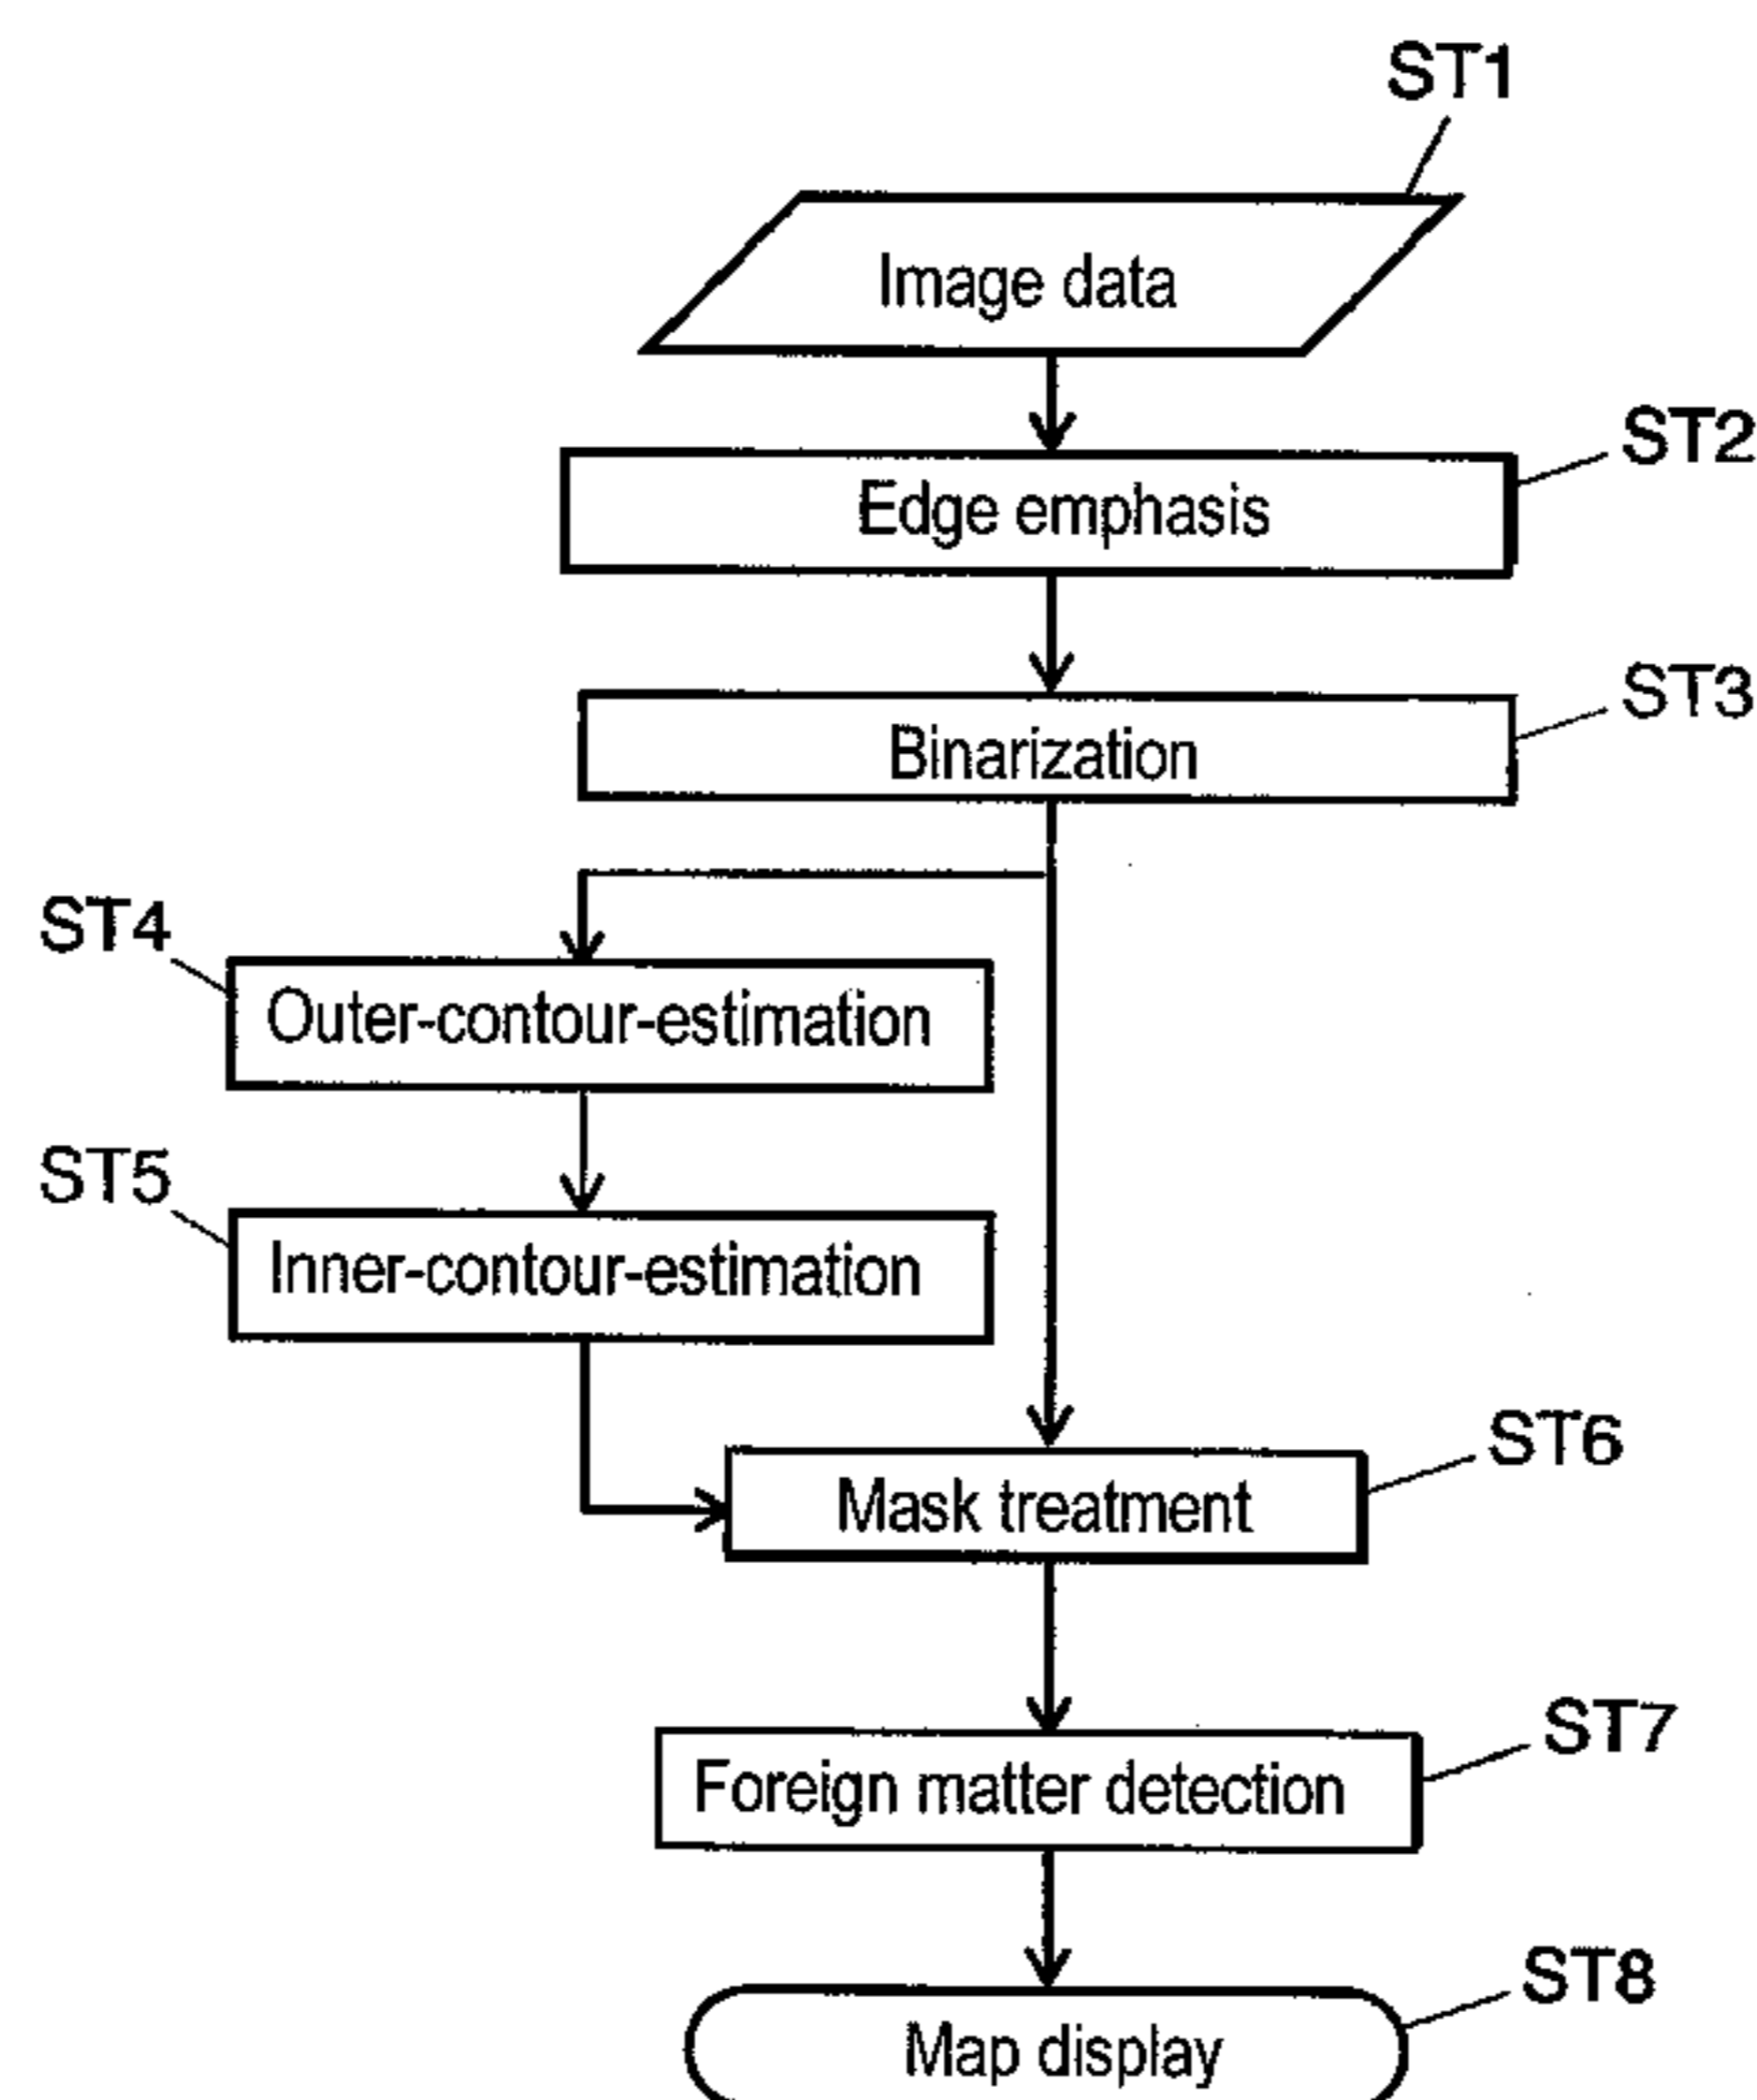 ST1
Image data
ST2
Edge emphasis
ST3
Binarization
ST4
Outer-contour-estimation
ST5
Inner-contour-estimation
ST6
Mask treatment
ST7
Foreign matter detection
ST8
Map display